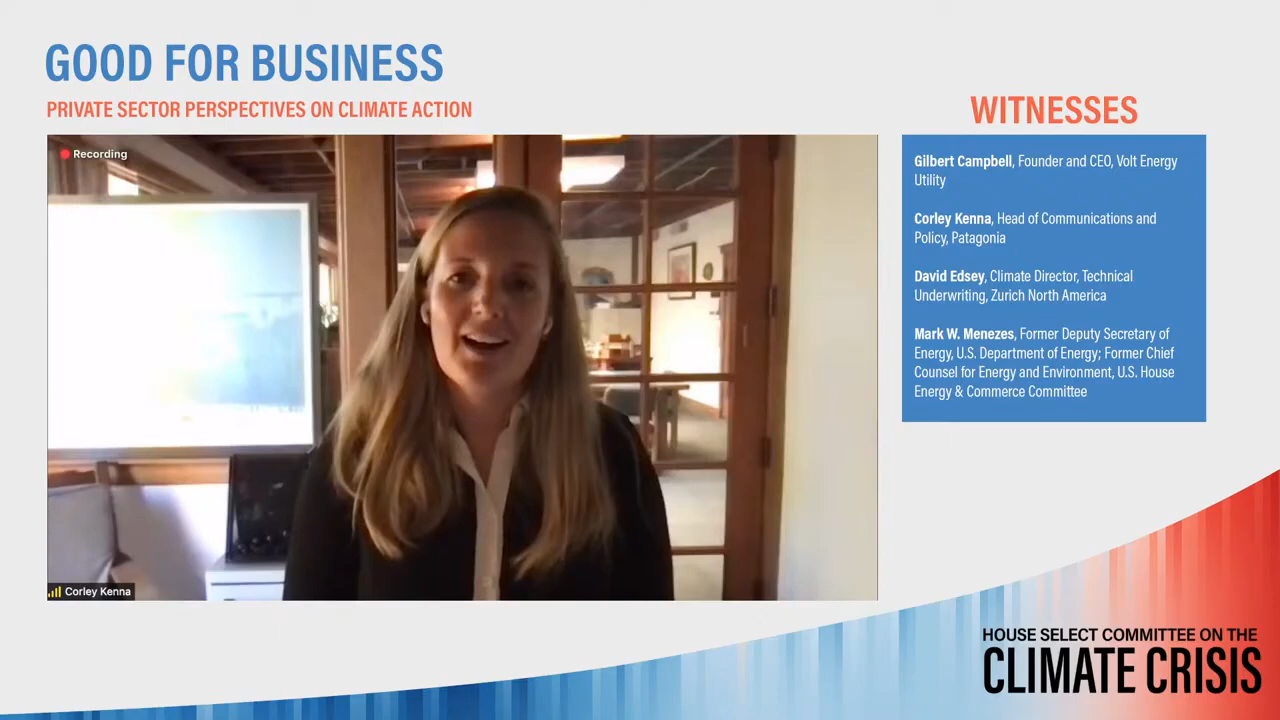 GOOD FOR BUSINESS
PRIVATE SECTOR PERSPECTIVES ON CLIMATE ACTION
Recording
Corley Kenna
WITNESSES
Gilbert Campbell, Founder and CEO, Volt Energy
Utility
Corley Kenna, Head of Communications and
Policy, Patagonia
David Edsey, Climate Director, Technical
Underwriting, Zurich North America
Mark W. Menezes, Former Deputy Secretary of
Energy, U.S. Department of Energy; Former Chief
Counsel for Energy and Environment, U.S. House
Energy & Commerce Committee
HOUSE SELECT COMMITTEE ON THE
CLIMATE CRISIS